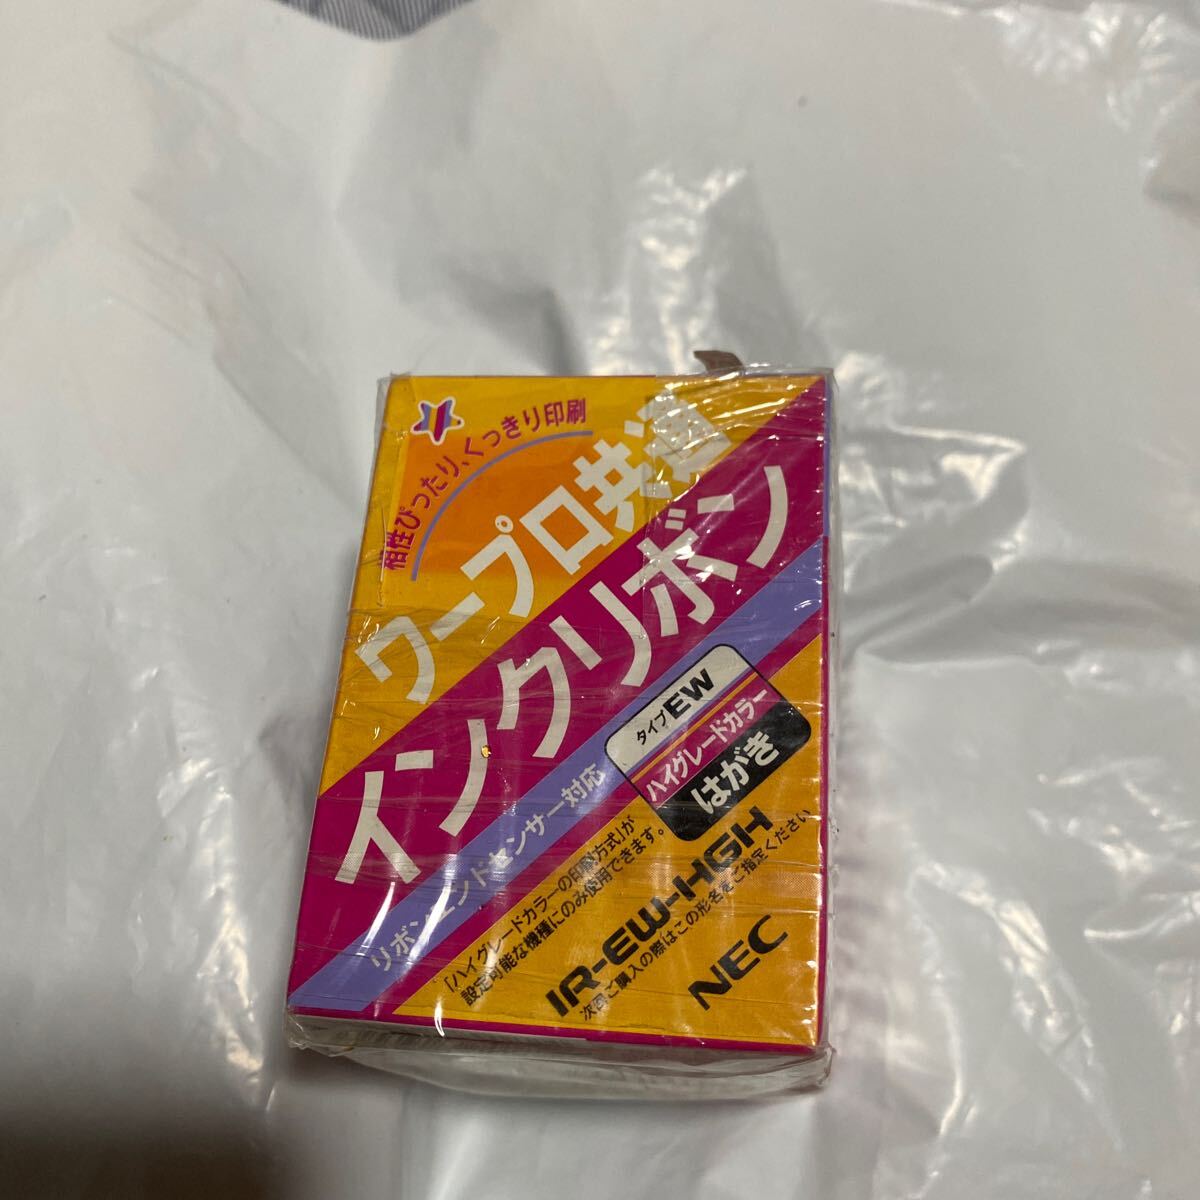 相性ぴったり、くっきり印刷
ワープロ共通
インクリボン
リボンエンドセンサー対応
タイプEW
ハイグレードカラー
はがき
「ハイグレードカラーの印刷方式」が
設定可能な機種にのみ使用できます。
IR-EW-HGH
次回ご購入の際はこの形名をご指定ください
NEC